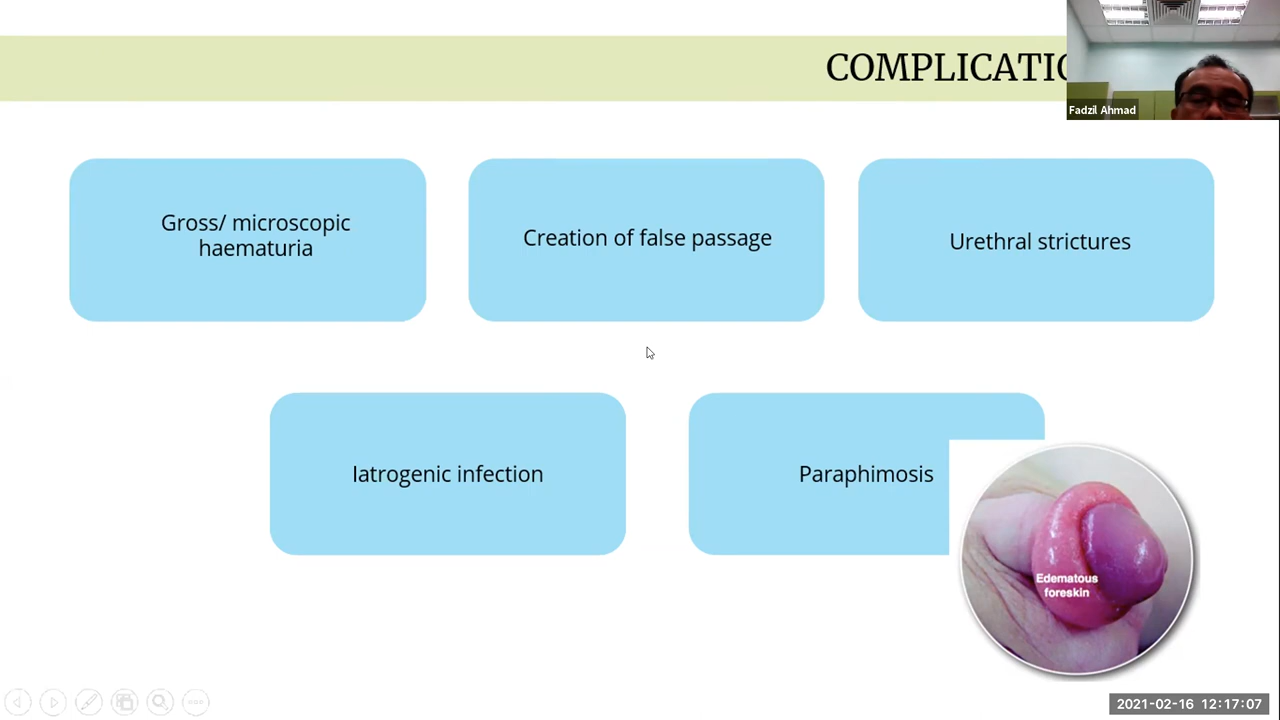 COMPLICATIO
Fadzil Ahmad
Gross/ microscopic
haematuria
Creation of false passage
Urethral strictures
Iatrogenic infection
Paraphimosis
Edematous
foreskin
2021-02-16 12:17:07